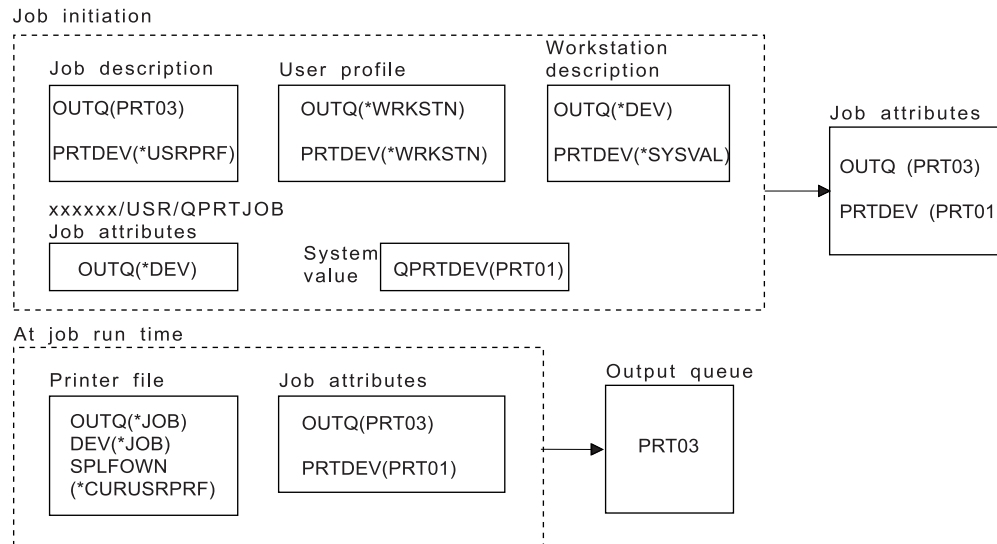 Job initiation
Job description
OUTQ(PRT03)
PRTDEV(*USRPRF)
User profile
OUTQ(*WRKSTN)
PRTDEV(*WRKSTN)
Workstation
description
OUTQ(*DEV)
PRTDEV(*SYSVAL)
Job attributes
OUTQ (PRT03)
PRTDEV (PRT01
xxxxxx/USR/QPRTJOB
Job attributes
OUTQ(*DEV)
System
value
QPRTDEV(PRT01)
At job run time
Printer file
OUTQ(*JOB)
DEV(*JOB)
SPLFOWN
(*CURUSRPRF)
Job attributes
OUTQ(PRT03)
PRTDEV(PRT01)
Output queue
PRT03